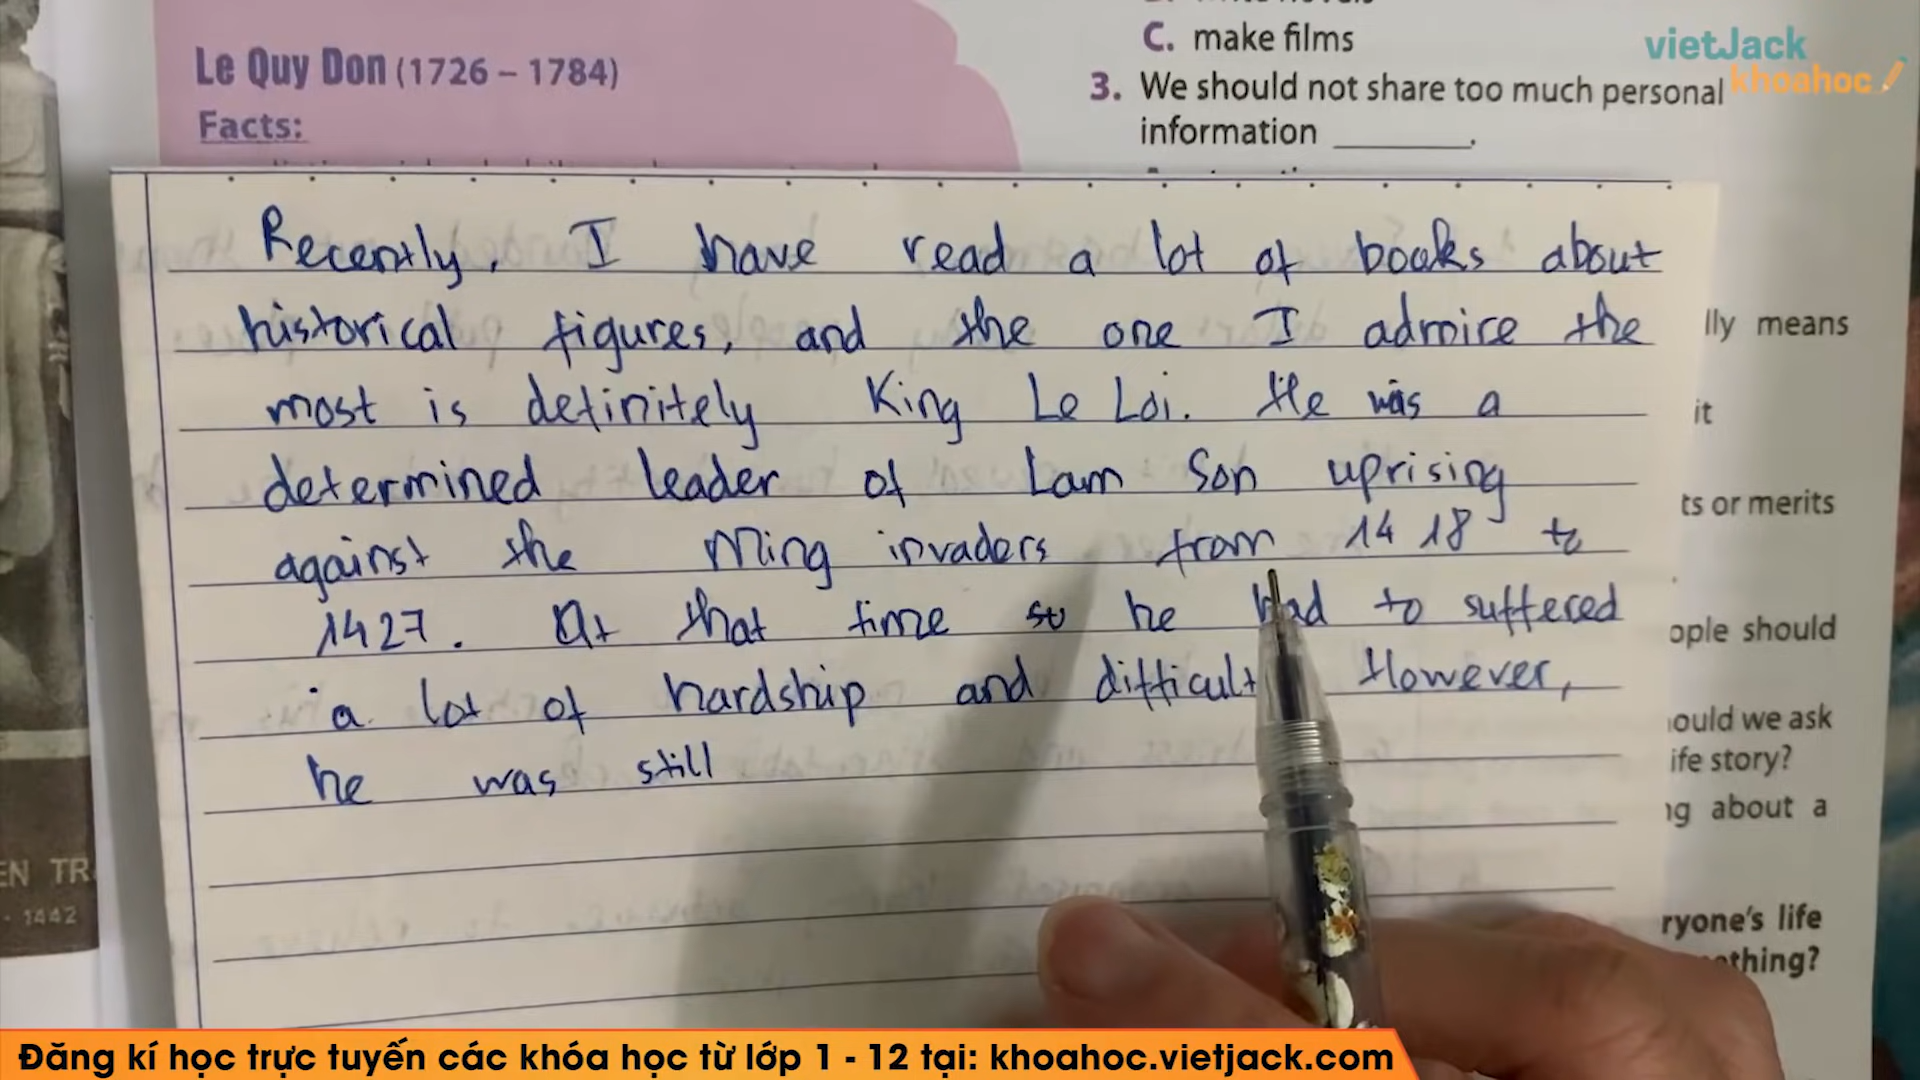 Le Quy Don (1726 – 1784)
Facts:
C. make films
3. We should not share too much personal
information ________.
vietJack
khoahoc
Recently, I have read a lot of books about
historical figures, and the one I admire the
most is definitely King Le Loi. He was a
determined leader of Lam Son uprising
against the Ming invaders from 1418 to
1427. At that time he had to suffered
a lot of hardship and difficult However,
he was still
lly means
it
ts or merits
ople should
ould we ask
ife story?
ng about a
ryone's life
thing?
EN TR
- 1442
Đăng kí học trực tuyến các khóa học từ lớp 1 - 12 tại: khoahoc.vietjack.com